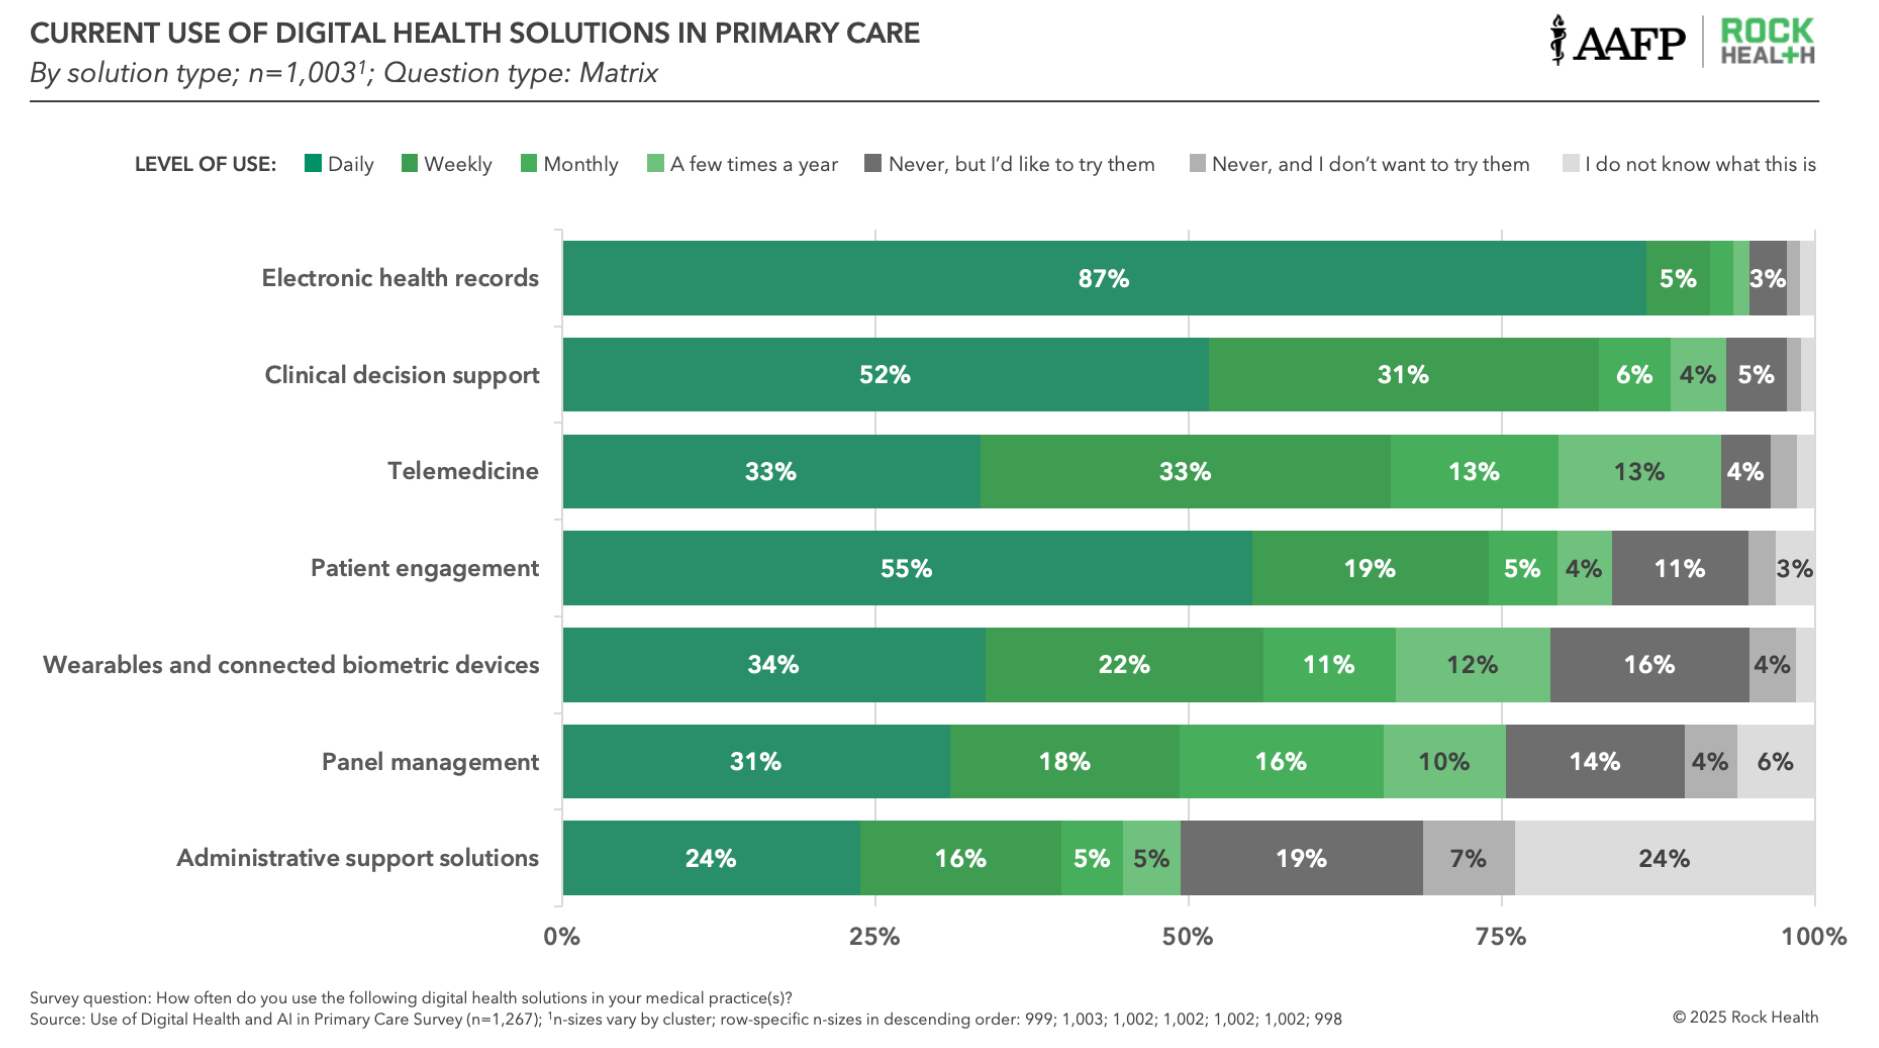 CURRENT USE OF DIGITAL HEALTH SOLUTIONS IN PRIMARY CARE
By solution type; n=1,003¹; Question type: Matrix
AAFP
ROCK
HEALTH
LEVEL OF USE: Daily Weekly Monthly A few times a year Never, but I’d like to try them Never, and I don’t want to try them I do not know what this is
Electronic health records 87% 5% 3%
Clinical decision support 52% 31% 6% 4% 5%
Telemedicine 33% 33% 13% 13% 4%
Patient engagement 55% 19% 5% 4% 11% 3%
Wearables and connected biometric devices 34% 22% 11% 12% 16% 4%
Panel management 31% 18% 16% 10% 14% 4% 6%
Administrative support solutions 24% 16% 5% 5% 19% 7% 24%
0% 25% 50% 75% 100%
Survey question: How often do you use the following digital health solutions in your medical practice(s)?
Source: Use of Digital Health and AI in Primary Care Survey (n=1,267); ¹n-sizes vary by cluster; row-specific n-sizes in descending order: 999; 1,003; 1,002; 1,002; 1,002; 1,002; 998
© 2025 Rock Health